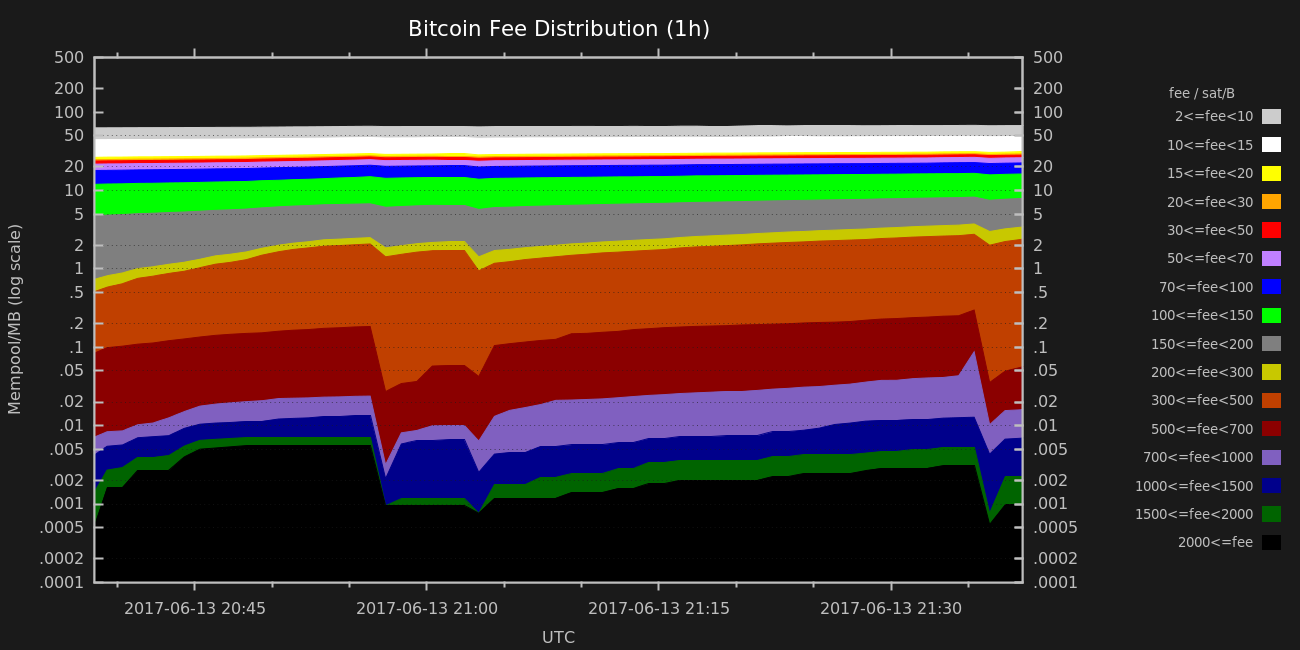 Bitcoin Fee Distribution (1h)
500 500
200 200
100 100
50 50
20 20
10 10
5 5
2 2
1 1
.5 .5
.2 .2
.1 .1
.05 .05
.02 .02
.01 .01
.005 .005
.002 .002
.001 .001
.0005 .0005
.0002 .0002
.0001 .0001
Mempool/MB (log scale)
2017-06-13 20:45 2017-06-13 21:00 2017-06-13 21:15 2017-06-13 21:30
UTC
fee / sat/B
2<=fee<10
10<=fee<15
15<=fee<20
20<=fee<30
30<=fee<50
50<=fee<70
70<=fee<100
100<=fee<150
150<=fee<200
200<=fee<300
300<=fee<500
500<=fee<700
700<=fee<1000
1000<=fee<1500
1500<=fee<2000
2000<=fee